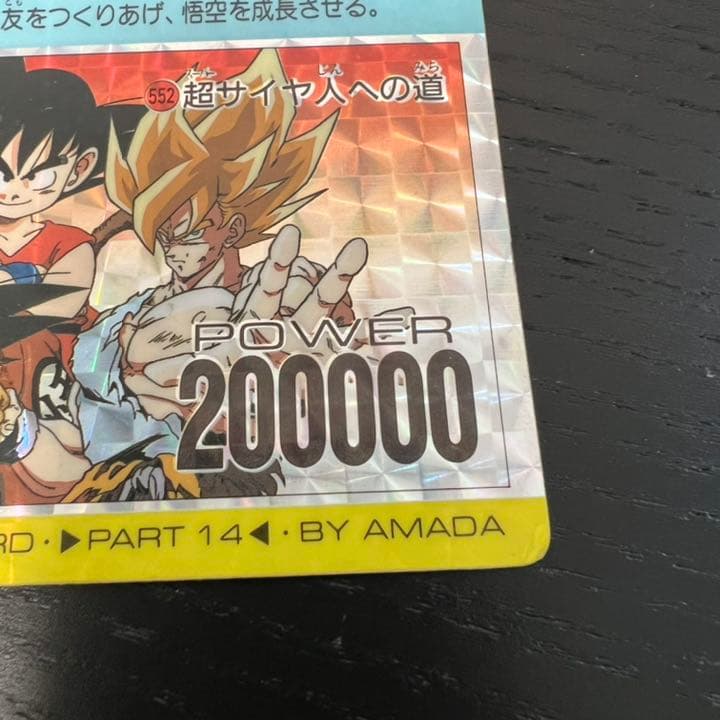 友をつくりあげ、悟空を成長させる。
552 超サイヤ人への道
POWER
200000
RD・▶PART 14◀・BY AMADA